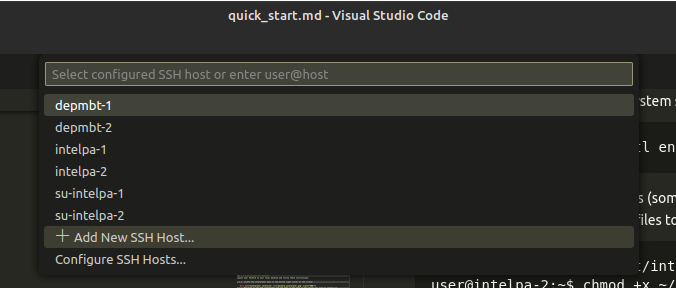 quick_start.md - Visual Studio Code
Select configured SSH host or enter user@host
depmbt-1
depmbt-2
intelpa-1
intelpa-2
su-intelpa-1
su-intelpa-2
+ Add New SSH Host...
Configure SSH Hosts...
stem s
l en
s (som
files to
t/int
user@intelpa-2:~$ chmod +x ~/